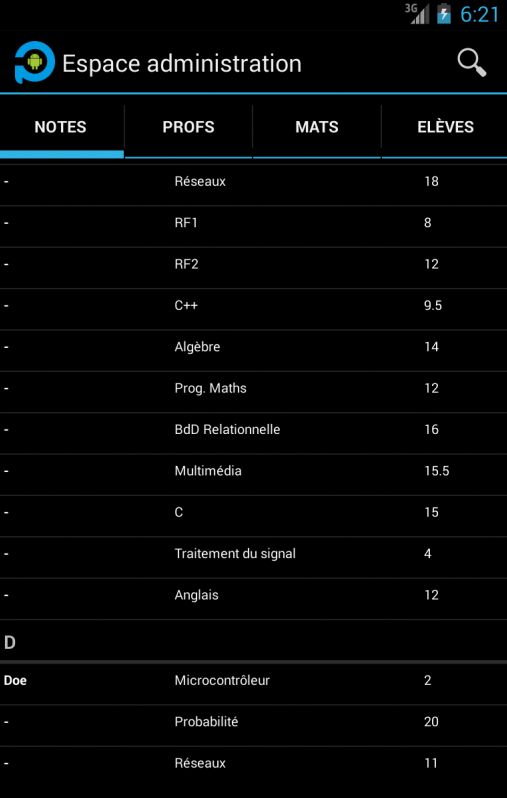 3G 6:21
Espace administration
NOTES PROFS MATS ELÈVES
- Réseaux 18
- RF1 8
- RF2 12
- C++ 9.5
- Algèbre 14
- Prog. Maths 12
- BdD Relationnelle 16
- Multimédia 15.5
- C 15
- Traitement du signal 4
- Anglais 12
D
Doe Microcontrôleur 2
- Probabilité 20
- Réseaux 11